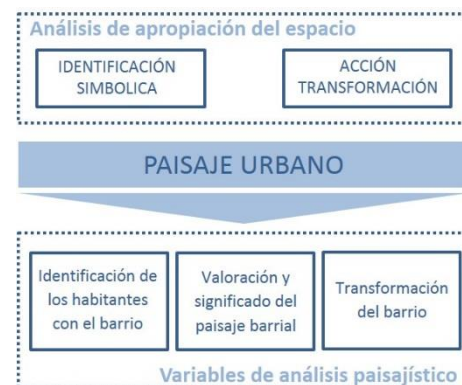 Análisis de apropiación del espacio
IDENTIFICACIÓN
SIMBOLICA
ACCIÓN
TRANSFORMACIÓN
PAISAJE URBANO
Identificación de
los habitantes
con el barrio
Valoración y
significado del
paisaje barrial
Transformación
del barrio
Variables de análisis paisajístico